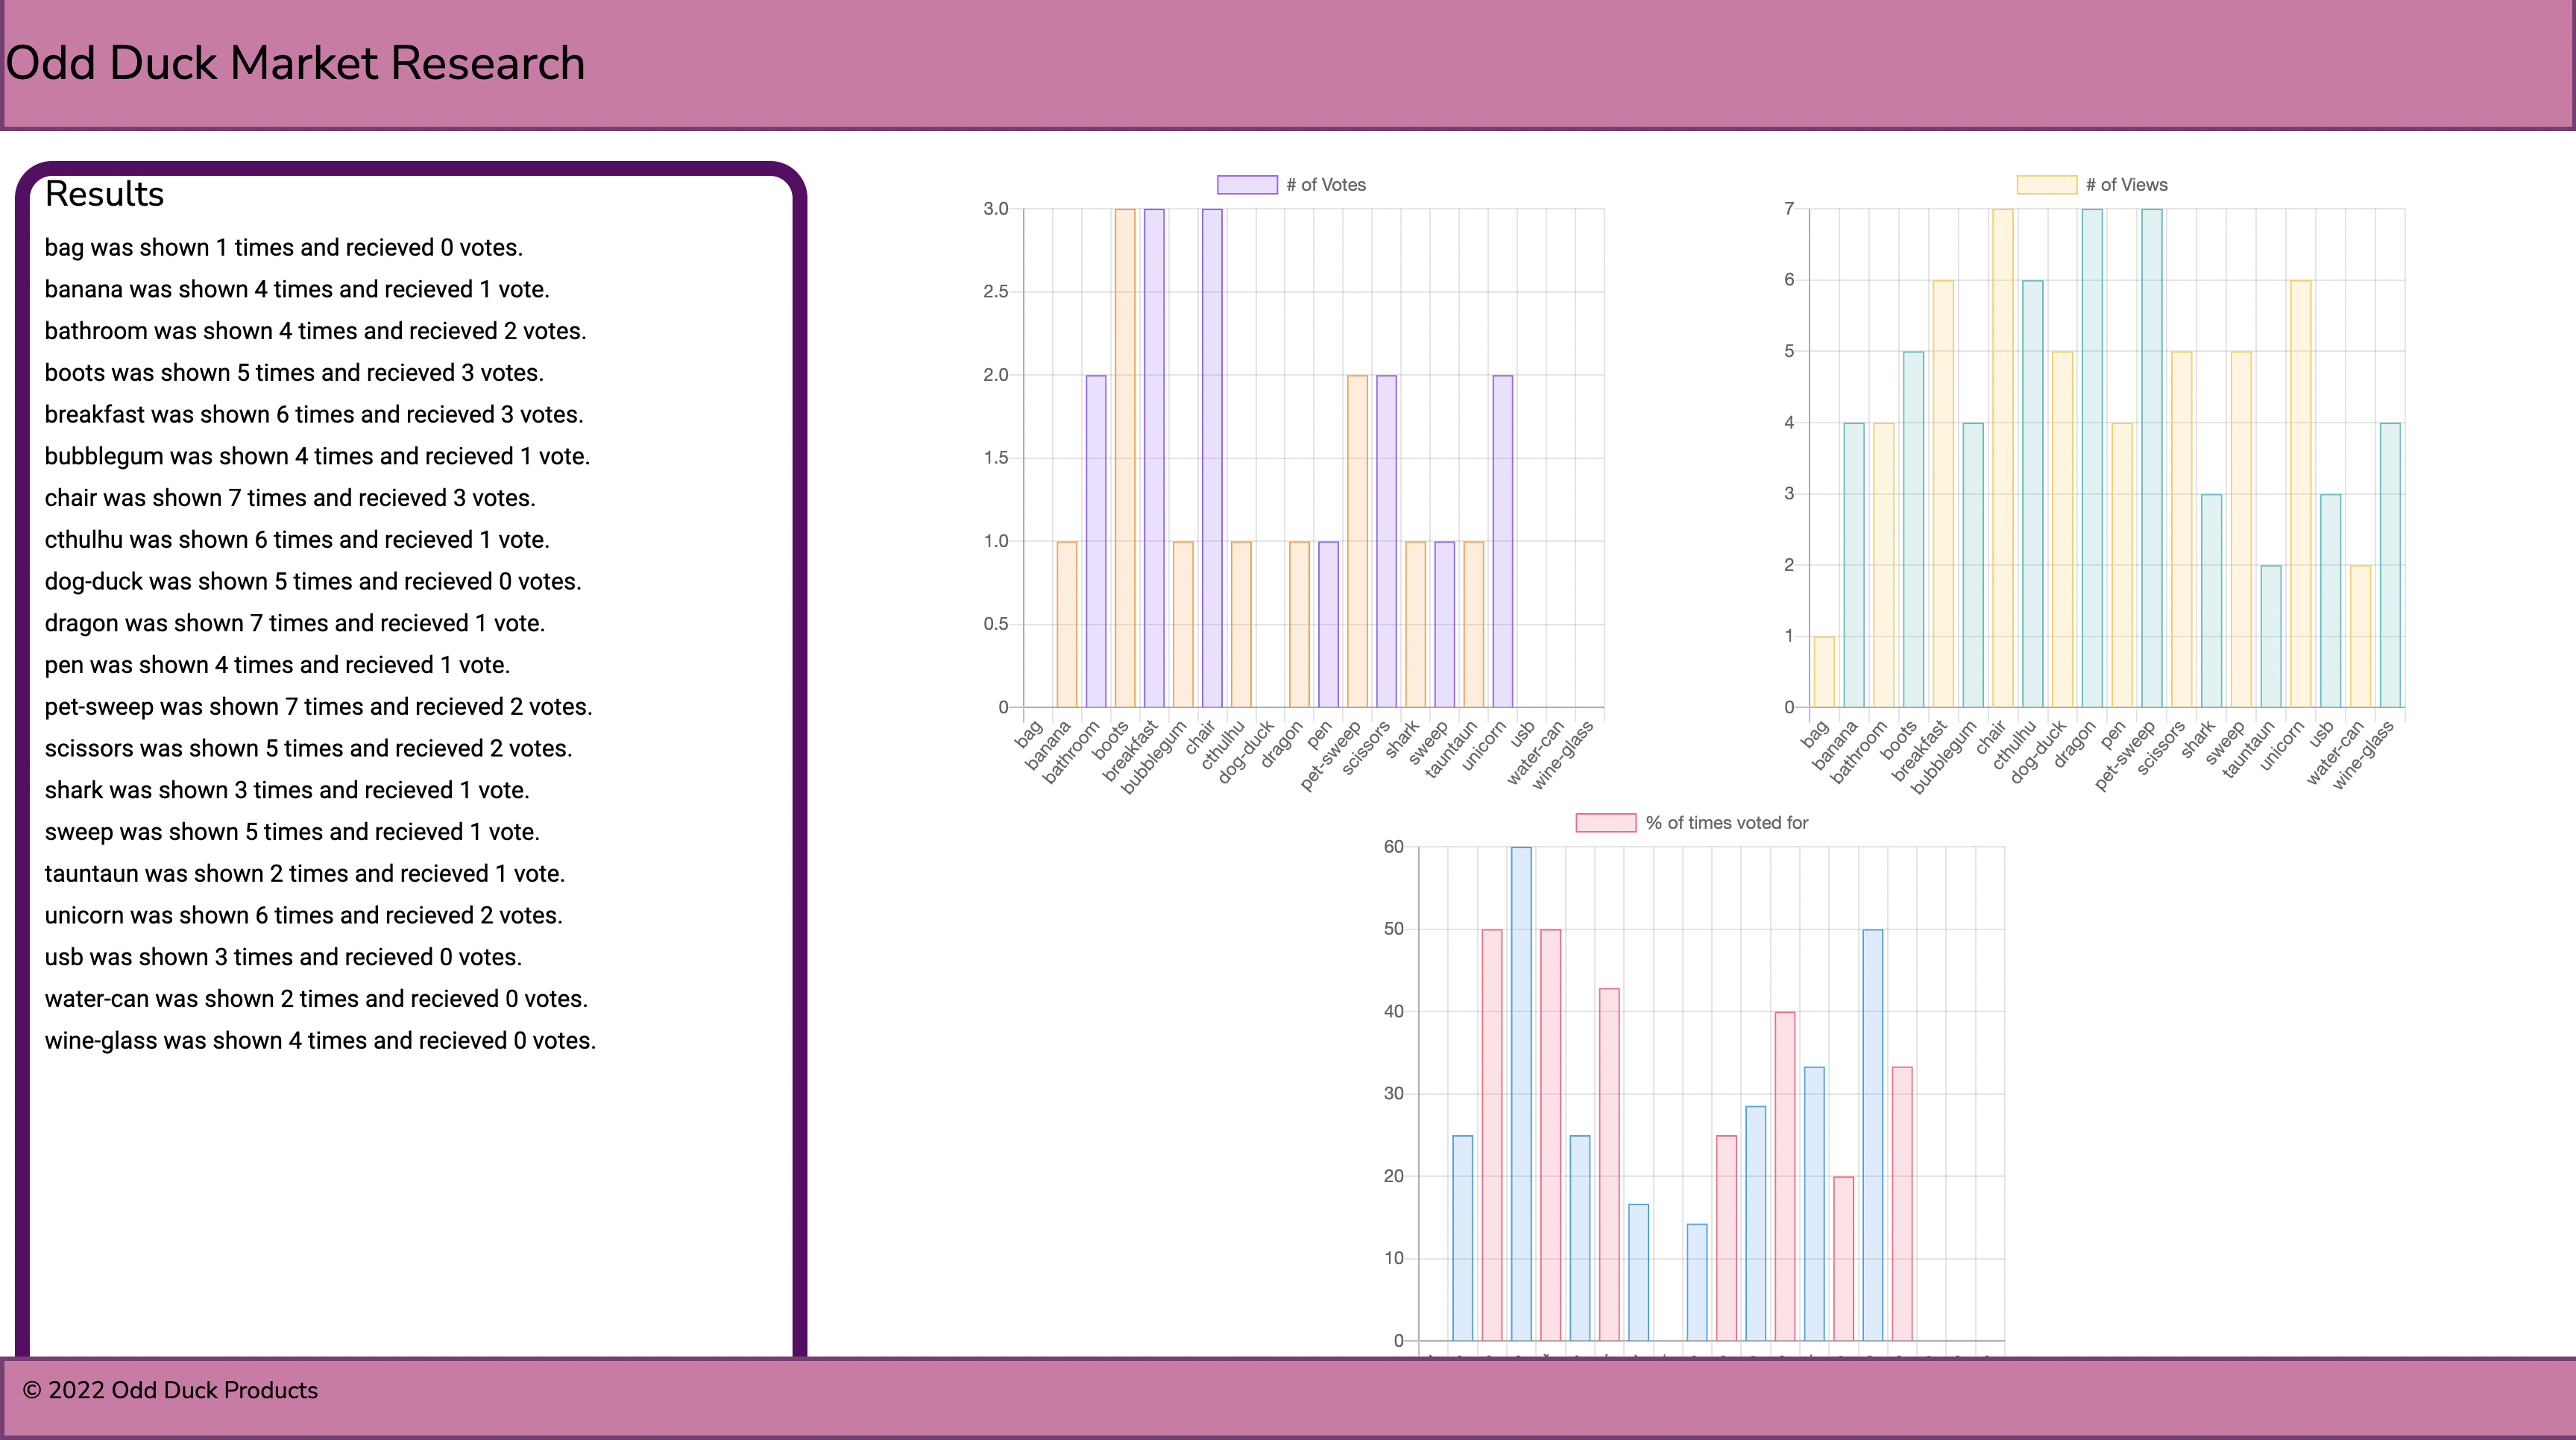 Odd Duck Market Research
Results
bag was shown 1 times and recieved 0 votes.
banana was shown 4 times and recieved 1 vote.
bathroom was shown 4 times and recieved 2 votes.
boots was shown 5 times and recieved 3 votes.
breakfast was shown 6 times and recieved 3 votes.
bubblegum was shown 4 times and recieved 1 vote.
chair was shown 7 times and recieved 3 votes.
cthulhu was shown 6 times and recieved 1 vote.
dog-duck was shown 5 times and recieved 0 votes.
dragon was shown 7 times and recieved 1 vote.
pen was shown 4 times and recieved 1 vote.
pet-sweep was shown 7 times and recieved 2 votes.
scissors was shown 5 times and recieved 2 votes.
shark was shown 3 times and recieved 1 vote.
sweep was shown 5 times and recieved 1 vote.
tauntaun was shown 2 times and recieved 1 vote.
unicorn was shown 6 times and recieved 2 votes.
usb was shown 3 times and recieved 0 votes.
water-can was shown 2 times and recieved 0 votes.
wine-glass was shown 4 times and recieved 0 votes.
# of Votes
3.0
2.5
2.0
1.5
1.0
0.5
0
bag
banana
bathroom
boots
breakfast
bubblegum
chair
cthulhu
dog-duck
dragon
pen
pet-sweep
scissors
shark
sweep
tauntaun
unicorn
usb
water-can
wine-glass
# of Views
7
6
5
4
3
2
1
0
bag
banana
bathroom
boots
breakfast
bubblegum
chair
cthulhu
dog-duck
dragon
pen
pet-sweep
scissors
shark
sweep
tauntaun
unicorn
usb
water-can
wine-glass
% of times voted for
60
50
40
30
20
10
0
© 2022 Odd Duck Products